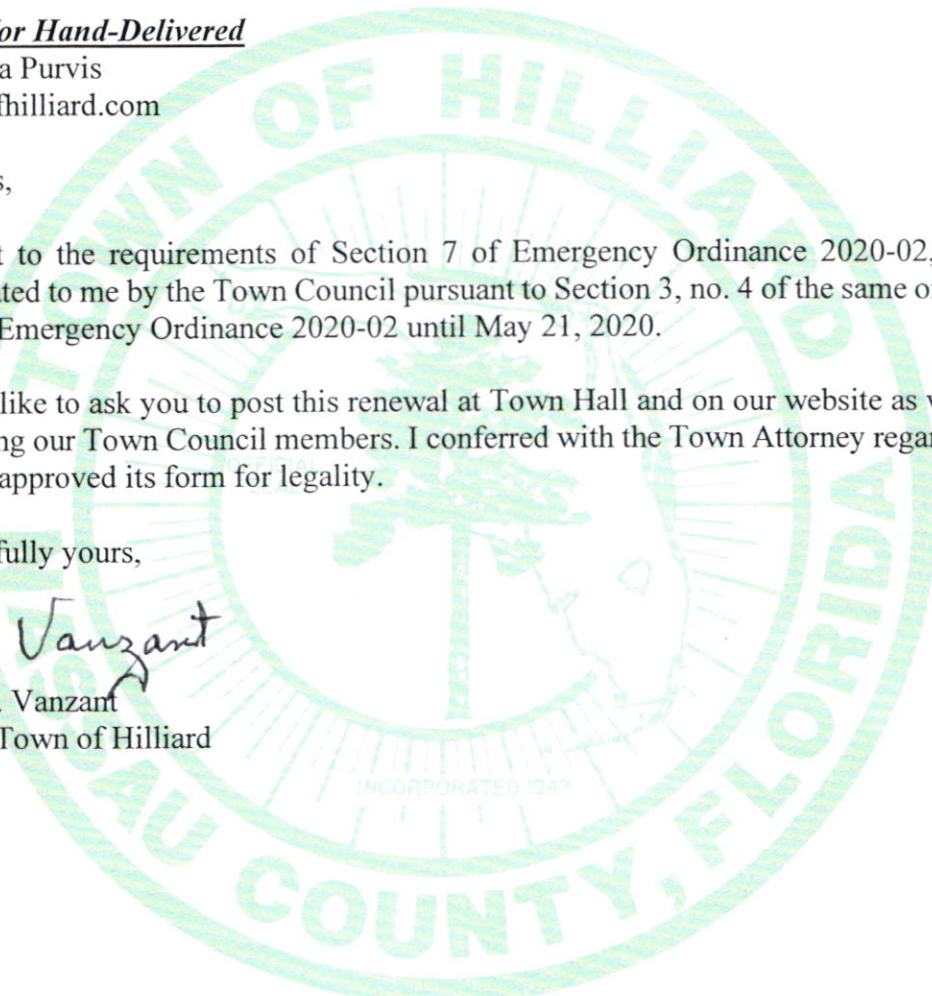 or Hand-Delivered
a Purvis
fhilliard.com
s,
t to the requirements of Section 7 of Emergency Ordinance 2020-02,
ted to me by the Town Council pursuant to Section 3, no. 4 of the same o
Emergency Ordinance 2020-02 until May 21, 2020.
like to ask you to post this renewal at Town Hall and on our website as
ng our Town Council members. I conferred with the Town Attorney regar
approved its form for legality.
fully yours,
Vanzant
. Vanzant
Town of Hilliard
TOWN OF HILLIARD
SSAU COUNTY, FLORIDA
OFFICIAL
INCORPORATED 1947